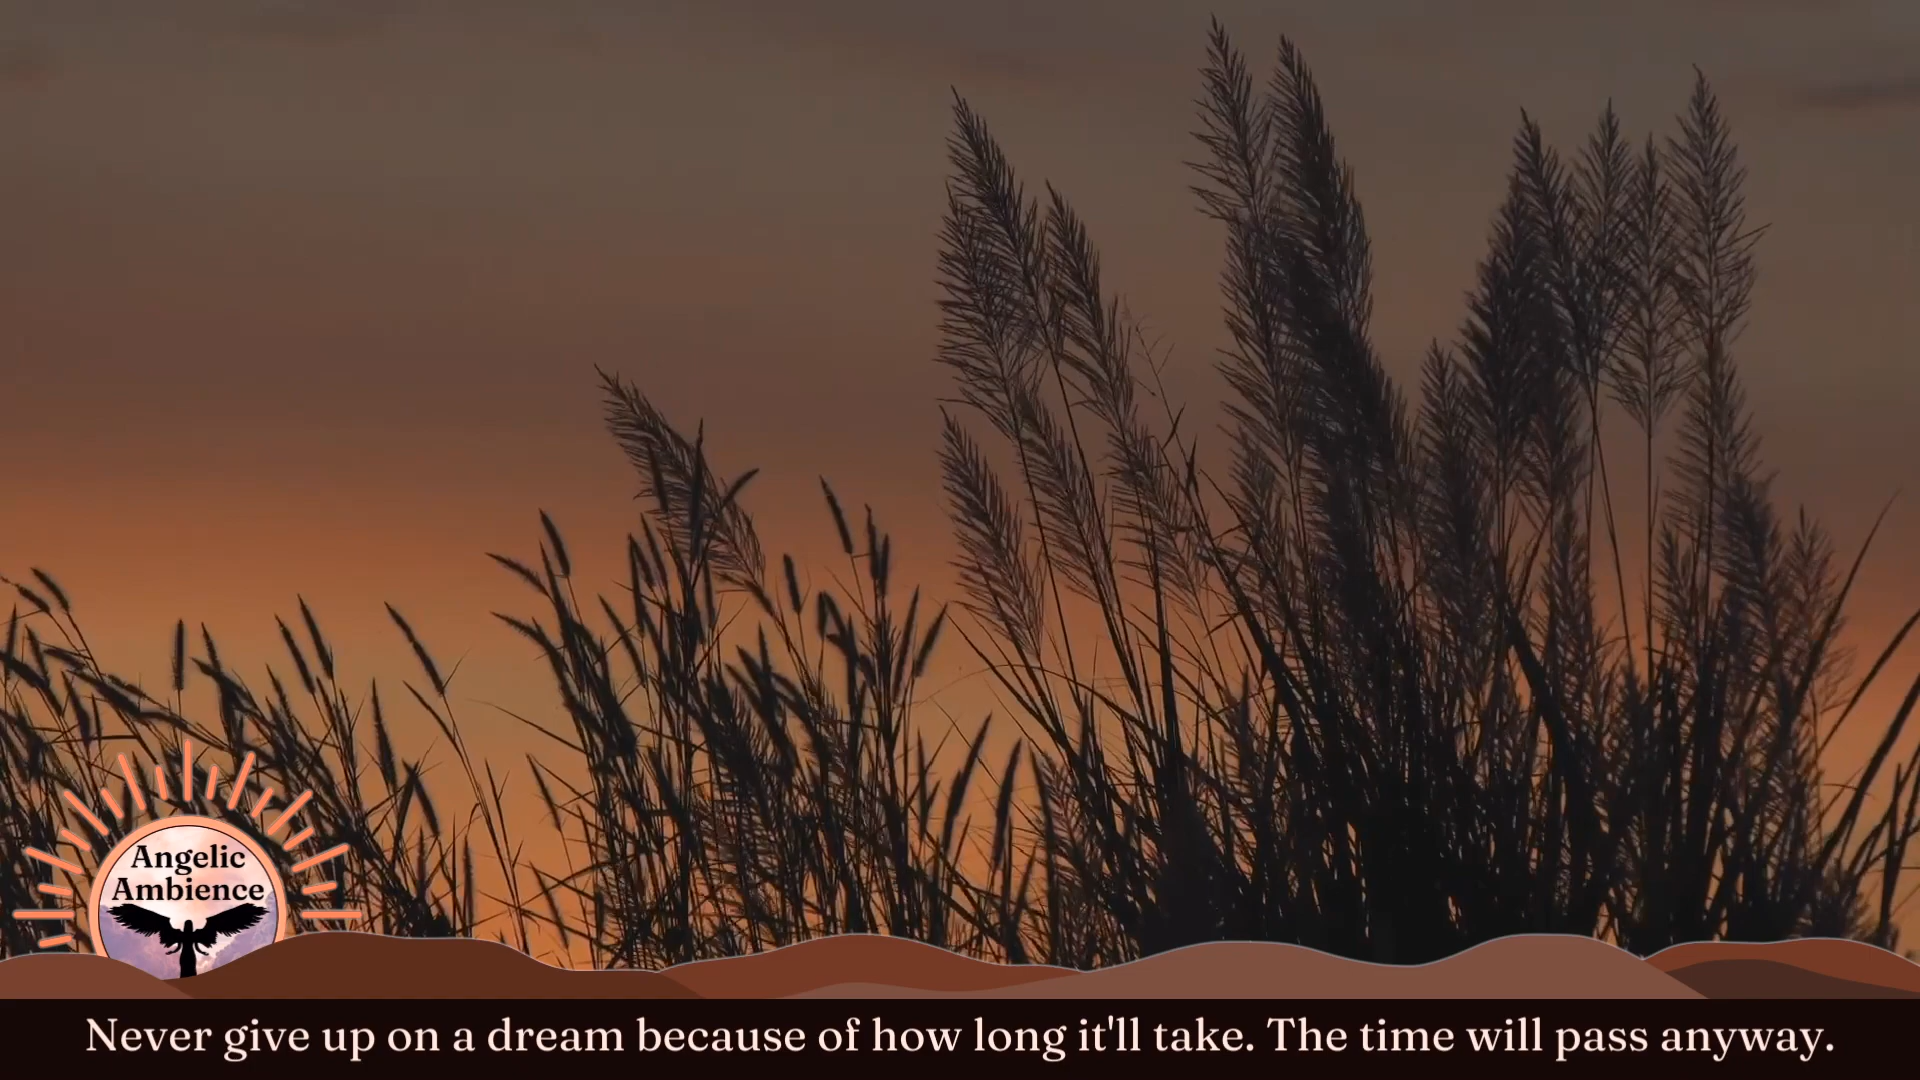 Angelic
Ambience
Never give up on a dream because of how long it'll take. The time will pass anyway.